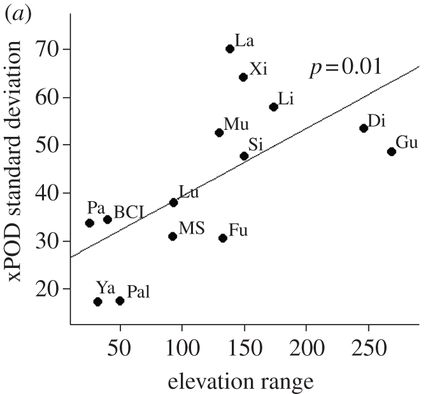 (a)
70
60
50
40
30
20
xPOD standard deviation
La
Xi
p=0.01
Li
Mu
Di
Si
Gu
Lu
Pa
BCI
MS
Fu
Ya
Pal
50
100
150
200
250
elevation range